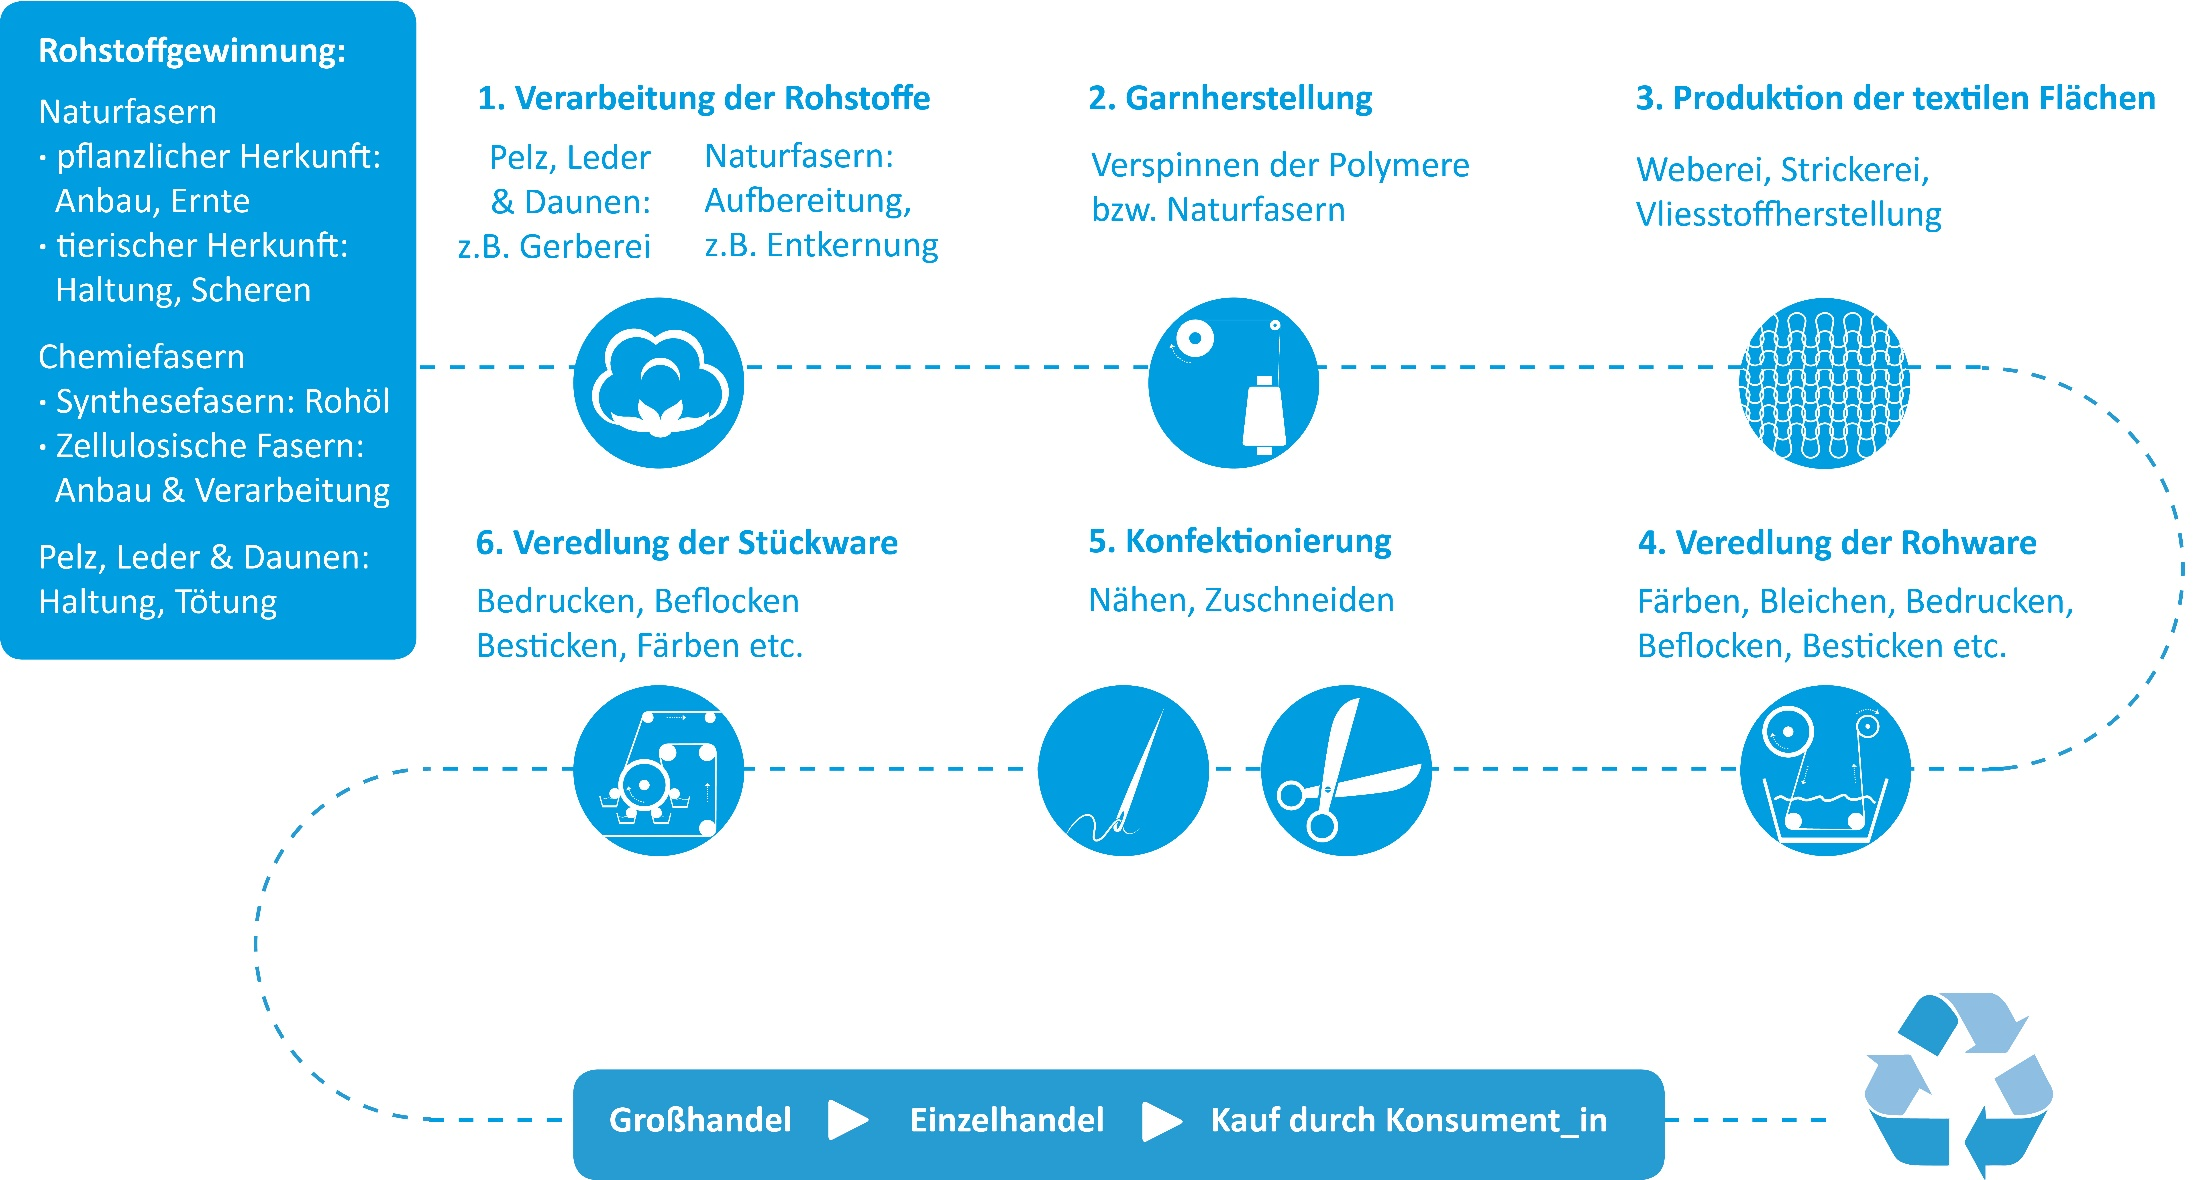 Rohstoffgewinnung:
Naturfasern
· pflanzlicher Herkunft:
Anbau, Ernte
· tierischer Herkunft:
Haltung, Scheren
Chemiefasern
· Synthesefasern: Rohöl
· Zellulosische Fasern:
Anbau & Verarbeitung
Pelz, Leder & Daunen:
Haltung, Tötung
1. Verarbeitung der Rohstoffe
Pelz, Leder
& Daunen:
z.B. Gerberei
Naturfasern:
Aufbereitung,
z.B. Entkernung
2. Garnherstellung
Verspinnen der Polymere
bzw. Naturfasern
3. Produktion der textilen Flächen
Weberei, Strickerei,
Vliesstoffherstellung
4. Veredlung der Rohware
Färben, Bleichen, Bedrucken,
Beflocken, Besticken etc.
5. Konfektionierung
Nähen, Zuschneiden
6. Veredlung der Stückware
Bedrucken, Beflocken
Besticken, Färben etc.
Großhandel
Einzelhandel
Kauf durch Konsument_in